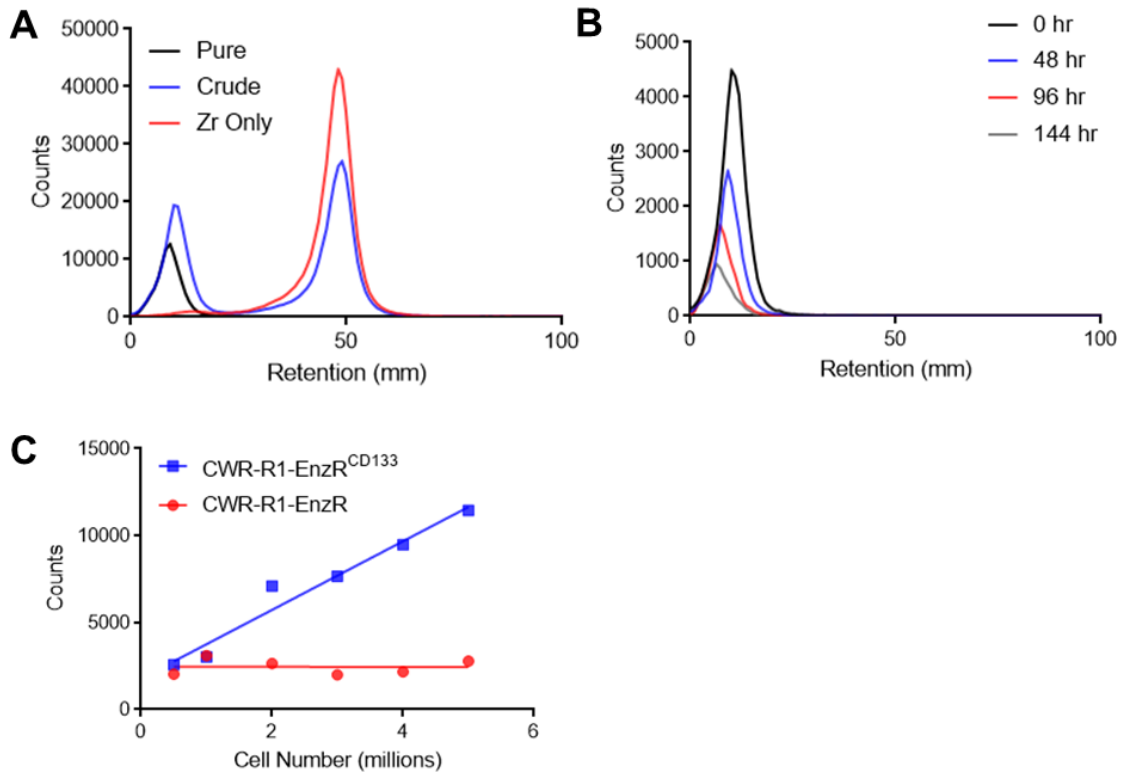 A
50000
40000
30000
20000
10000
0
Counts
Pure
Crude
Zr Only
0
50
100
Retention (mm)
B
5000
4000
3000
2000
1000
0
Counts
0 hr
48 hr
96 hr
144 hr
0
50
100
Retention (mm)
C
15000
10000
5000
0
Counts
CWR-R1-EnzRCD133
CWR-R1-EnzR
0
2
4
6
Cell Number (millions)